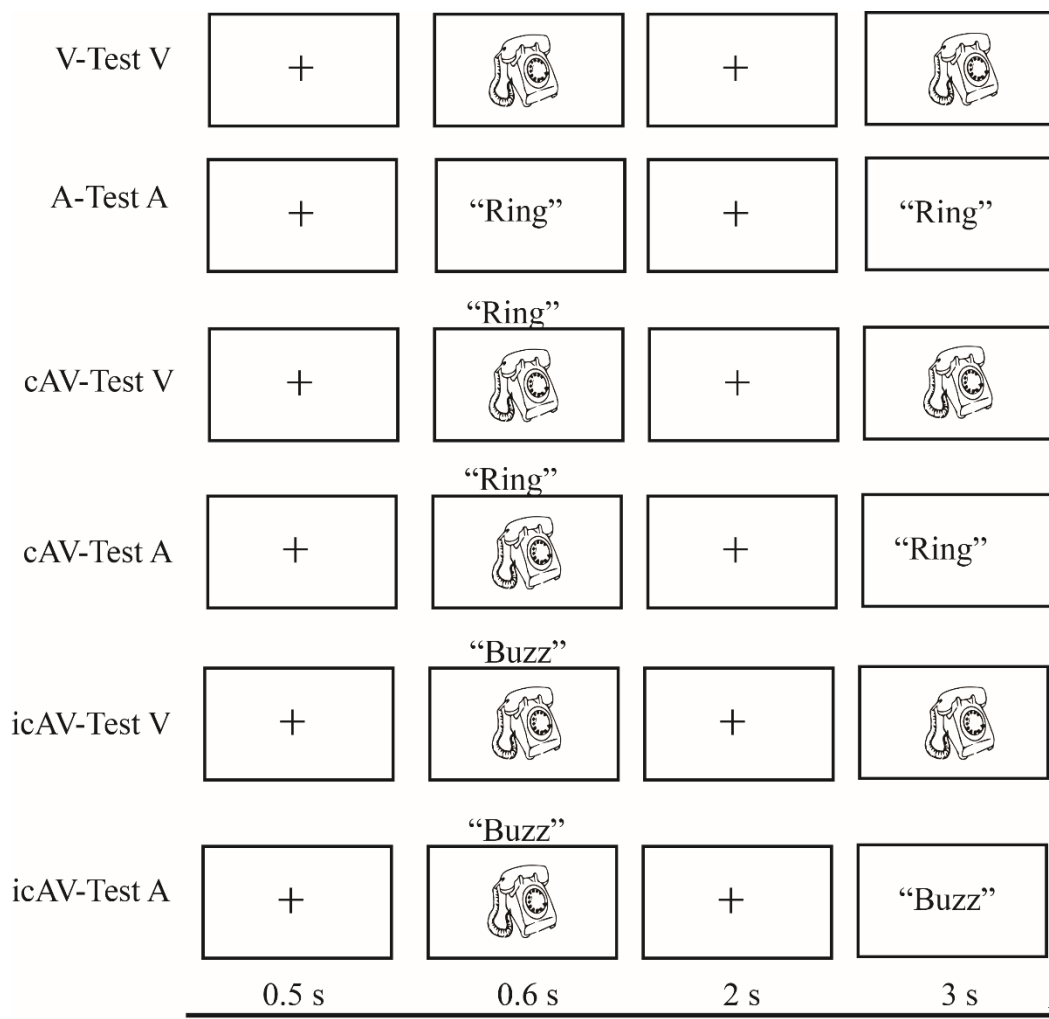 V-Test V
A-Test A
“Ring”
“Ring”
“Ring”
cAV-Test V
“Ring”
cAV-Test A
“Ring”
“Buzz”
icAV-Test V
“Buzz”
icAV-Test A
“Buzz”
0.5 s
0.6 s
2 s
3 s